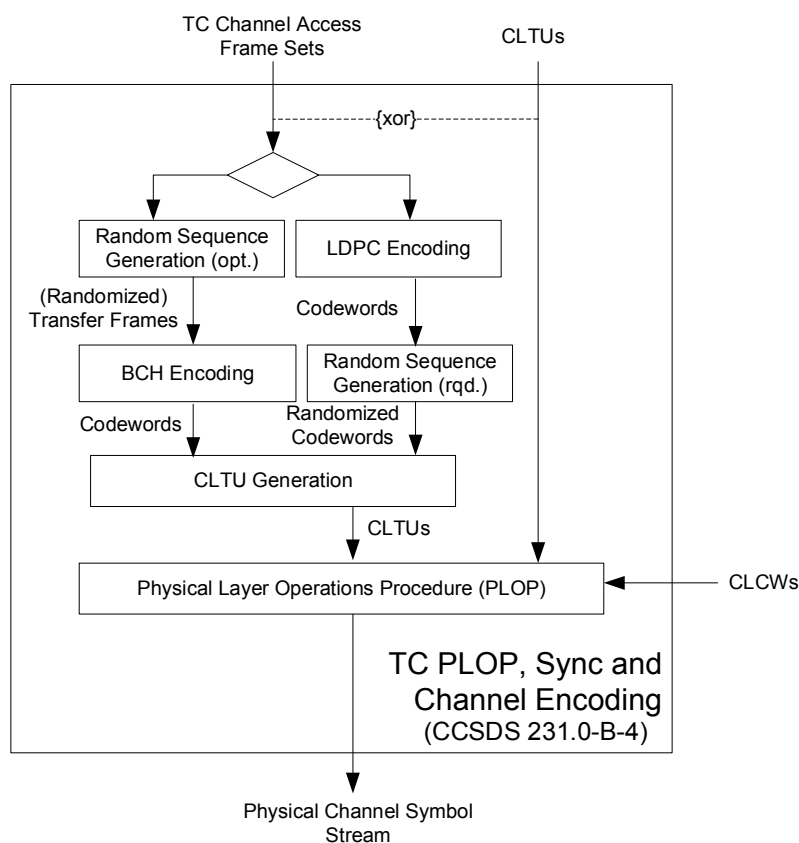 TC Channel Access
Frame Sets
CLTUs
{xor}
Random Sequence
Generation (opt.)
LDPC Encoding
(Randomized)
Transfer Frames
Codewords
BCH Encoding
Random Sequence
Generation (rqd.)
Codewords
Randomized
Codewords
CLTU Generation
CLTUs
Physical Layer Operations Procedure (PLOP)
CLCWs
TC PLOP, Sync and
Channel Encoding
(CCSDS 231.0-B-4)
Physical Channel Symbol
Stream